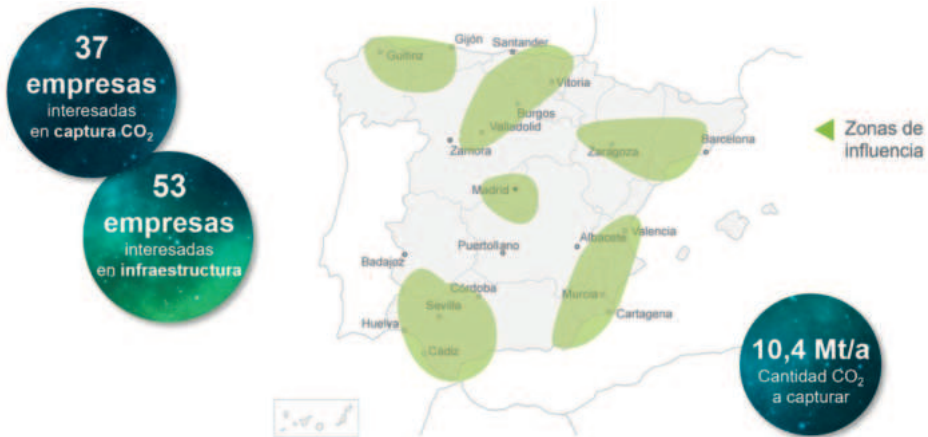 37
empresas
interesadas
en captura CO₂
53
empresas
interesadas
en infraestructura
Guitiriz
Gijón
Santander
Vitoria
Burgos
Valladolid
Zamora
Zaragoza
Barcelona
Madrid
Valencia
Albacete
Puertollano
Badajoz
Córdoba
Murcia
Sevilla
Cartagena
Huelva
Cádiz
Zonas de
influencia
10,4 Mt/a
Cantidad CO₂
a capturar